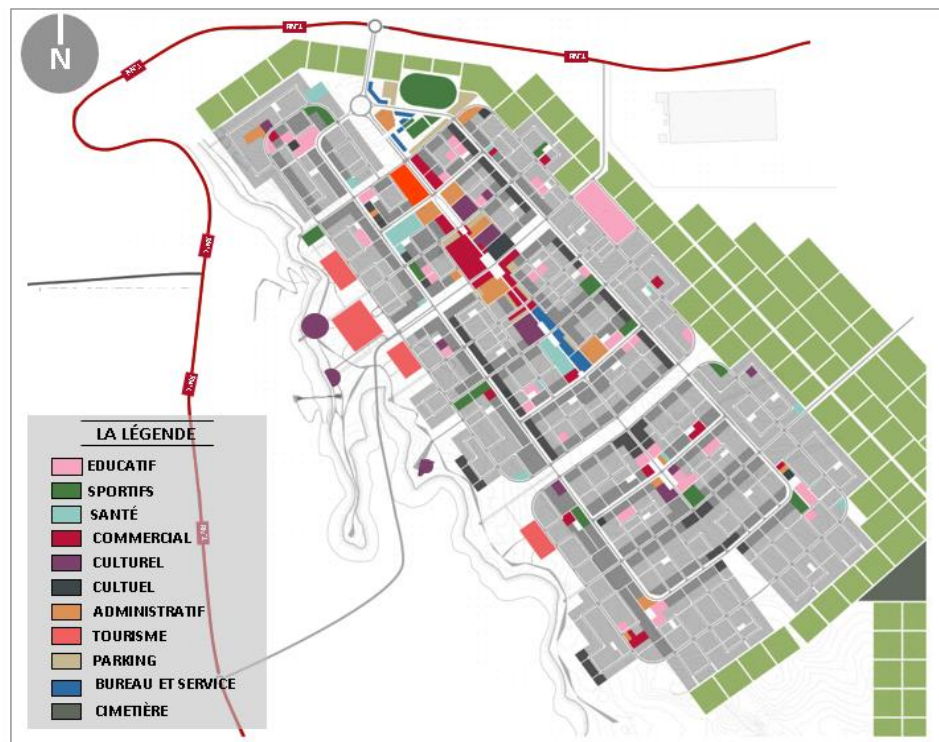 N
LA LÉGENDE
EDUCATIF
SPORTIFS
SANTÉ
COMMERCIAL
CULTUREL
CULTUEL
ADMINISTRATIF
TOURISME
PARKING
BUREAU ET SERVICE
CIMETIÈRE